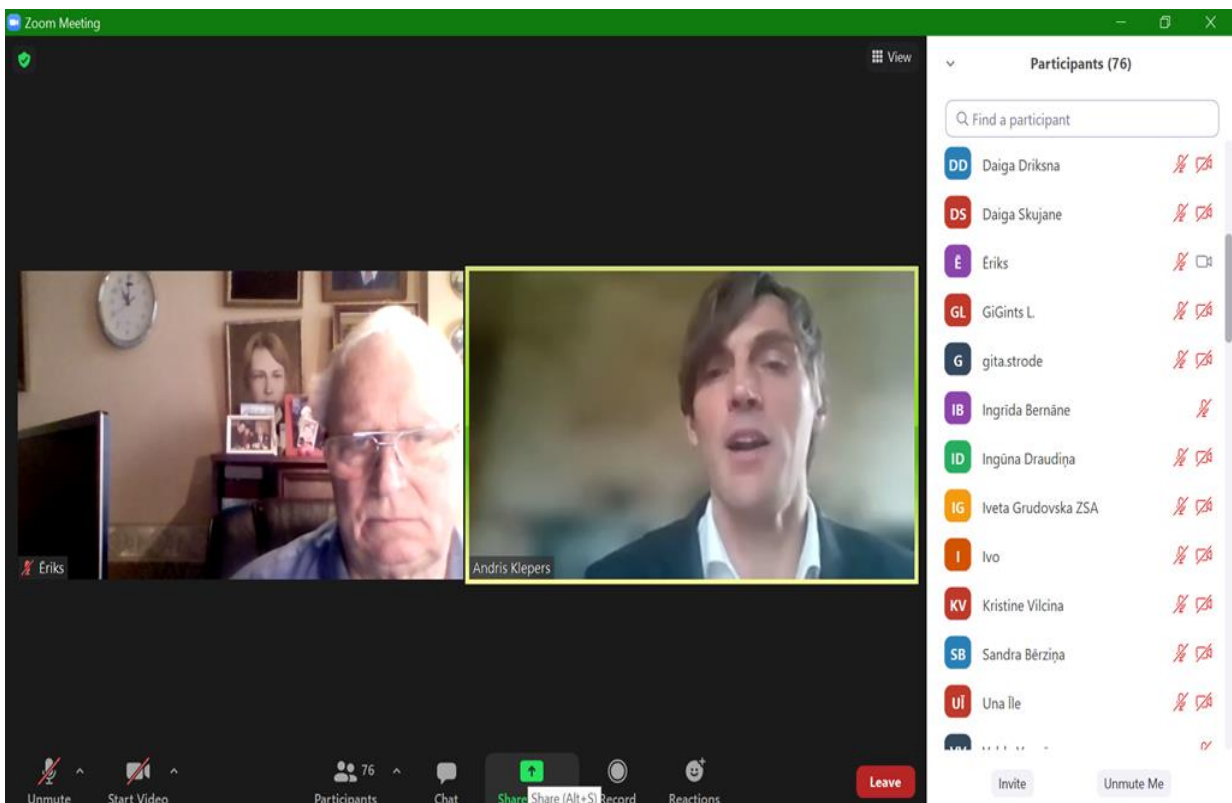 Zoom Meeting
View
Participants (76)
Find a participant
DD Daiga Driksna
DS Daiga Skujane
Ē Ēriks
GL GiGints L.
G gita.strode
IB Ingrīda Bernāne
ID Ingūna Draudiņa
IG Iveta Grudovska ZSA
I Ivo
KV Kristine Vilcina
SB Sandra Bērziņa
UĪ Una Īle
Ēriks
Andris Klepers
Unmute
Start Video
76
Participants
Chat
Share
Share (Alt+S)
Record
Reactions
Leave
Invite
Unmute Me